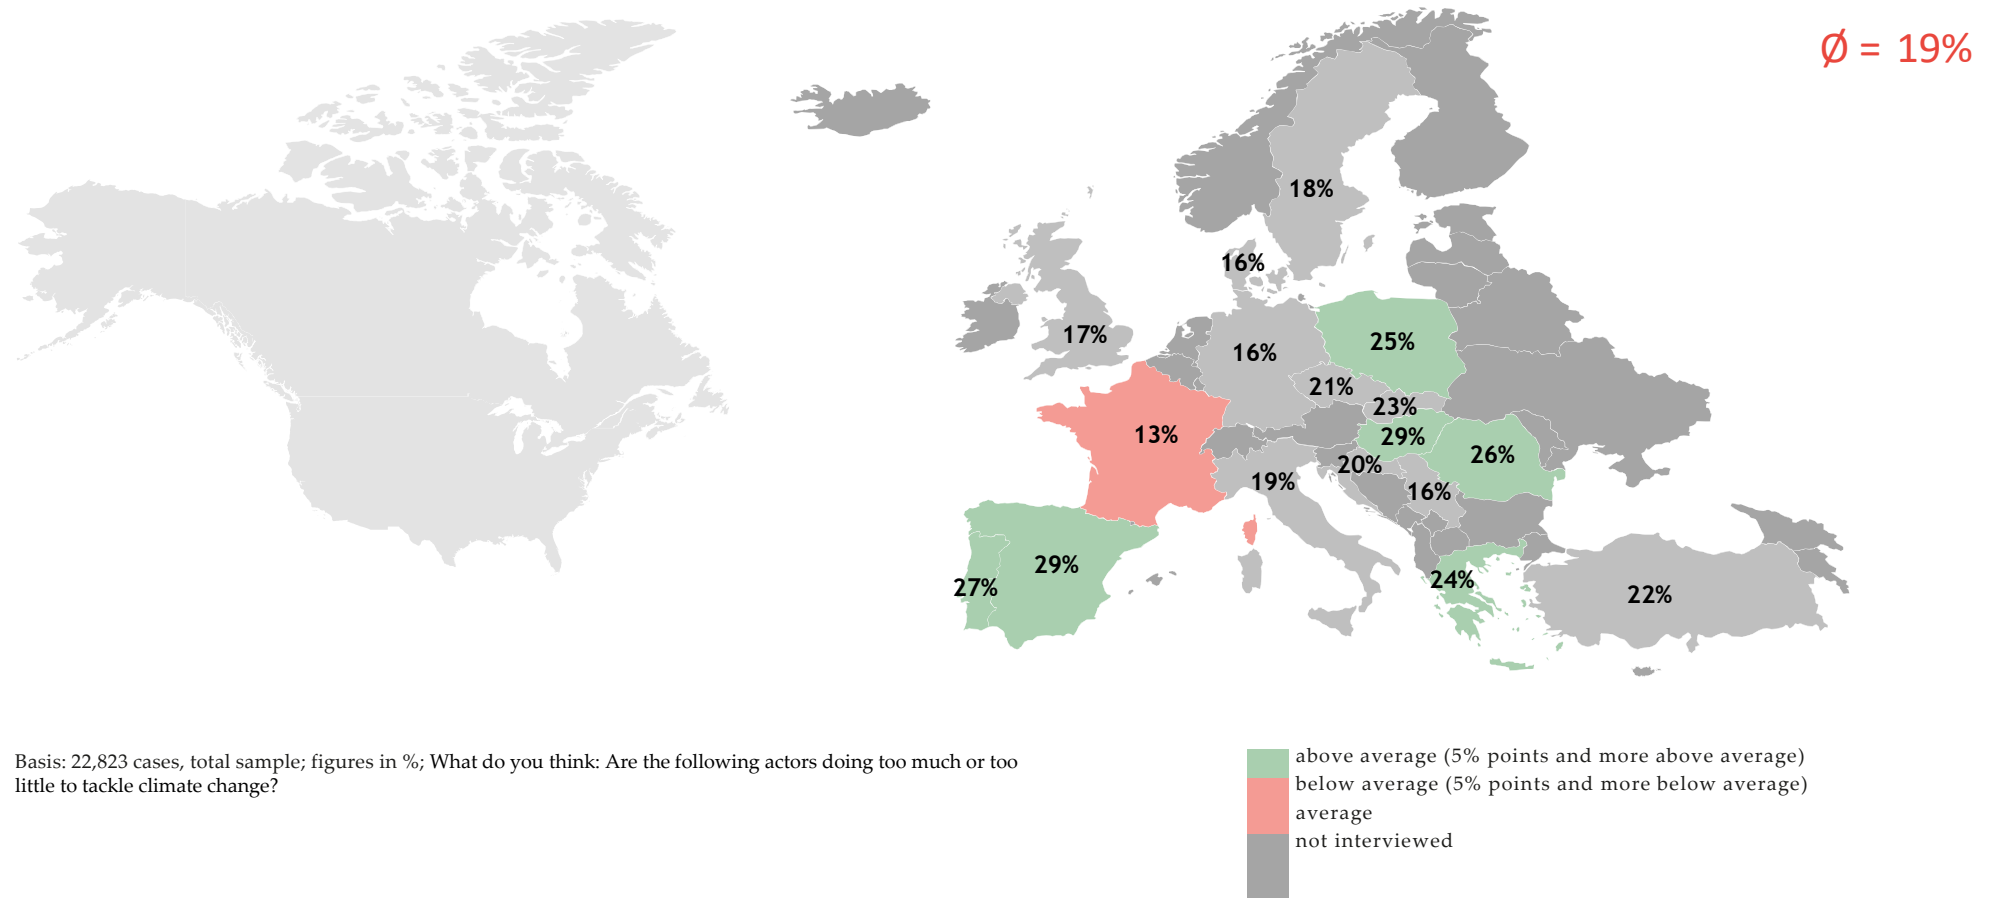 Ø = 19%
18%
16%
17%
25%
16%
21%
23%
13%
29%
26%
20%
19%
16%
29%
24%
27%
22%
Basis: 22,823 cases, total sample; figures in %; What do you think: Are the following actors doing too much or too
little to tackle climate change?
above average (5% points and more above average)
below average (5% points and more below average)
average
not interviewed